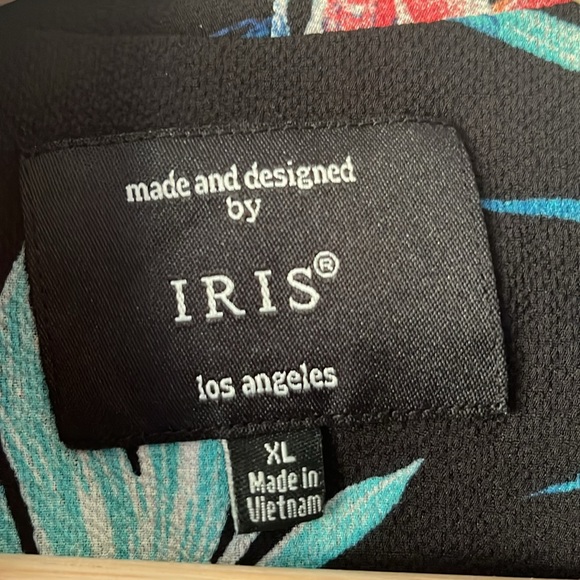 made and designed
by
IRIS®
los angeles
XL
Made in
Vietnam